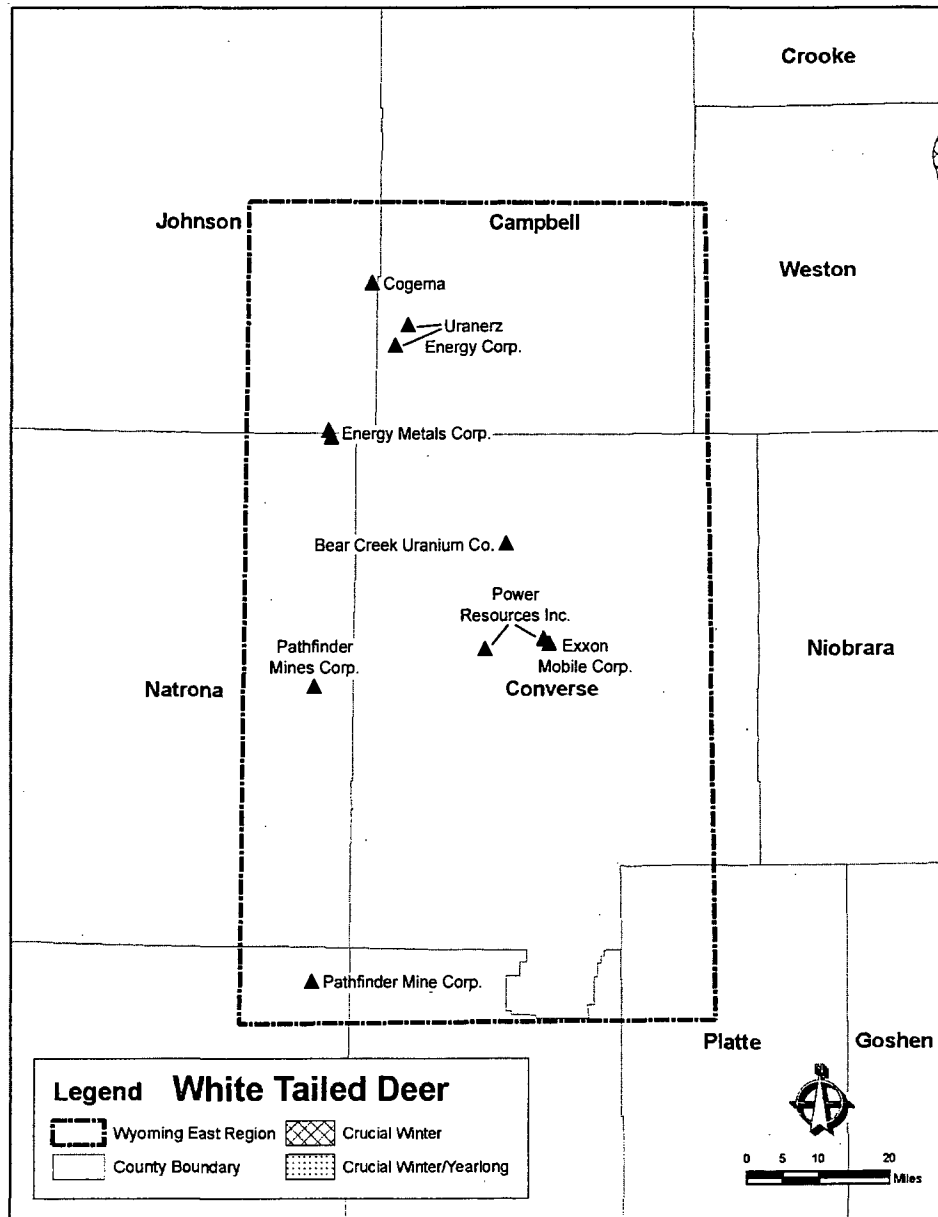 Crooke
Johnson
Campbell
Weston
Cogema
Uranerz
Energy Corp.
Energy Metals Corp.
Bear Creek Uranium Co.
Power
Resources Inc.
Pathfinder
Mines Corp.
Exxon
Mobile Corp.
Niobrara
Natrona
Converse
Pathfinder Mine Corp.
Platte
Goshen
Legend White Tailed Deer
Wyoming East Region
Crucial Winter
County Boundary
Crucial Winter/Yearlong
0 5 10 20
Miles